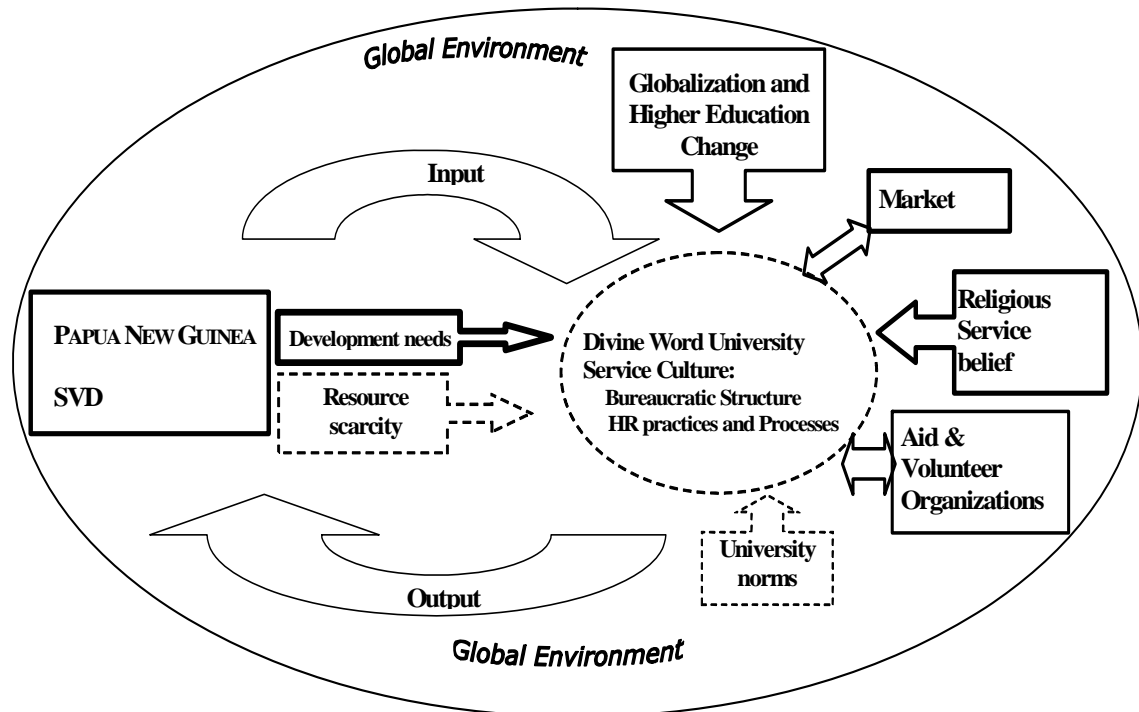 Global Environment
Globalization and
Higher Education
Change
Input
Market
PAPUA NEW GUINEA
SVD
Development needs
Resource
scarcity
Divine Word University
Service Culture:
Bureaucratic Structure
HR practices and Processes
Religious
Service
belief
Aid &
Volunteer
Organizations
University
norms
Output
Global Environment